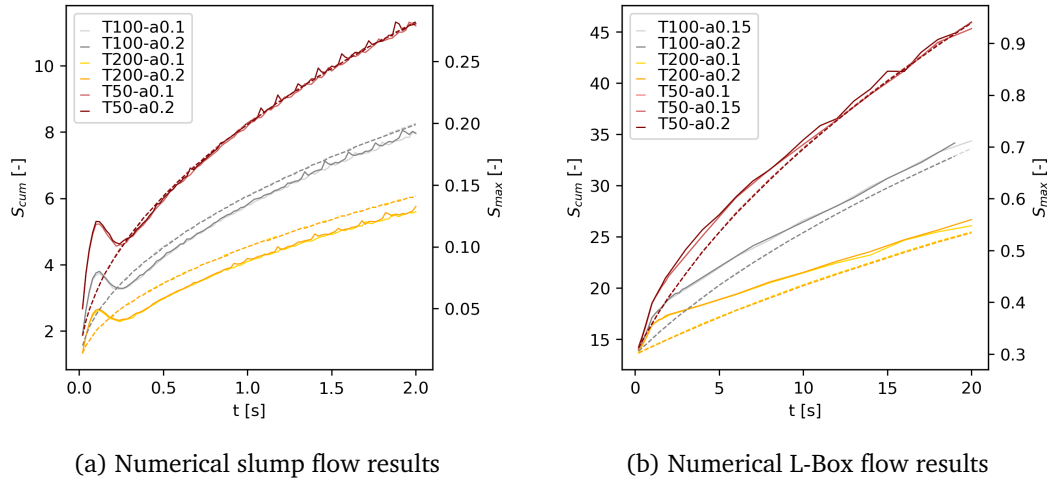 T100-a0.1
T100-a0.2
T200-a0.1
T200-a0.2
T50-a0.1
T50-a0.2
10
8
6
4
2
S_cum [-]
0.25
0.20
0.15
0.10
0.05
S_max [-]
0.0 0.5 1.0 1.5 2.0
t [s]
(a) Numerical slump flow results
T100-a0.15
T100-a0.2
T200-a0.1
T200-a0.2
T50-a0.1
T50-a0.15
T50-a0.2
45
40
35
30
25
20
15
S_cum [-]
0.9
0.8
0.7
0.6
0.5
0.4
0.3
S_max [-]
0 5 10 15 20
t [s]
(b) Numerical L-Box flow results